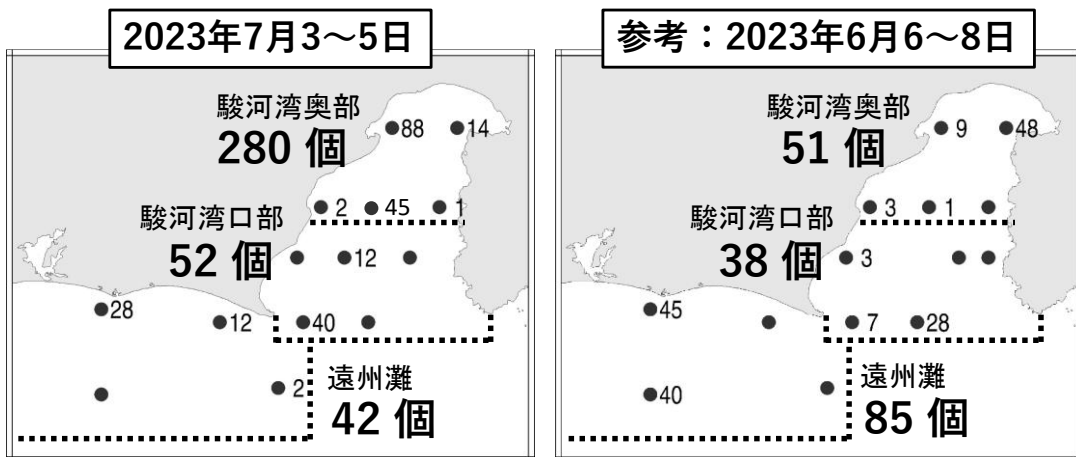 2023年7月3～5日
駿河湾奥部
280 個
88
14
2
45
1
駿河湾口部
52 個
12
28
12
40
2
遠州灘
42 個
参考：2023年6月6～8日
駿河湾奥部
51 個
9
48
3
1
駿河湾口部
38 個
3
45
7
28
40
遠州灘
85 個